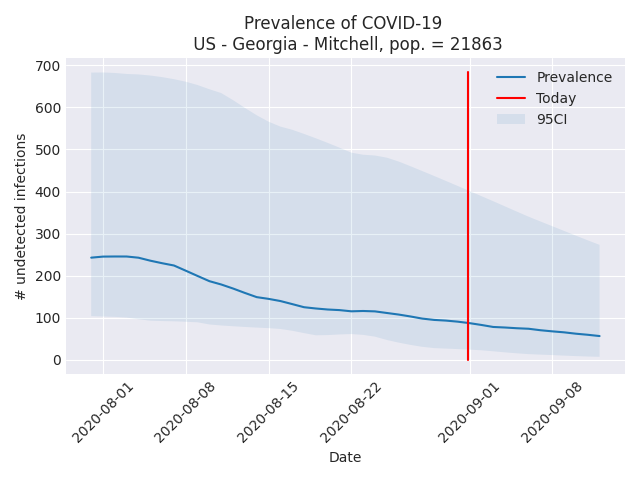 Prevalence of COVID-19
US - Georgia - Mitchell, pop. = 21863
700
600
500
400
300
200
100
0
# undetected infections
Prevalence
Today
95CI
2020-08-01
2020-08-08
2020-08-15
2020-08-22
2020-09-01
2020-09-08
Date